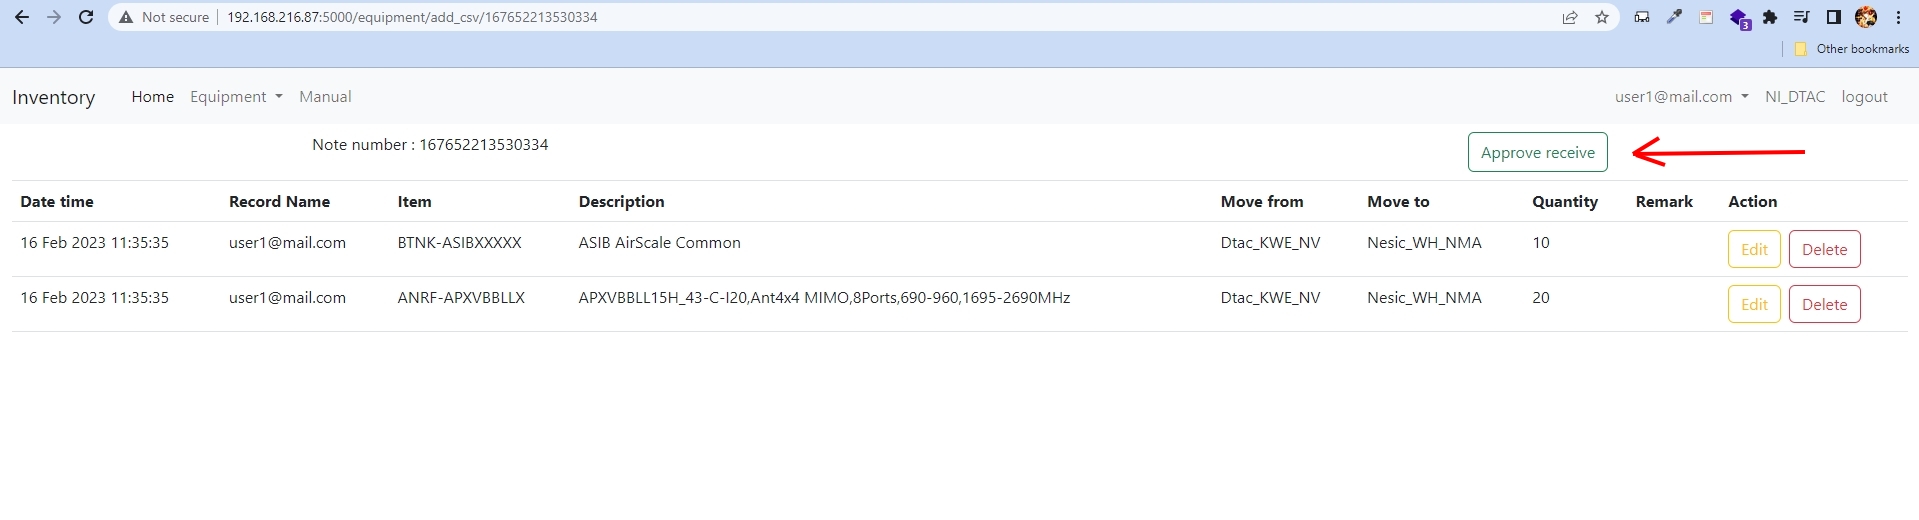 Not secure 192.168.216.87:5000/equipment/add_csv/167652213530334
3
Other bookmarks
Inventory Home Equipment Manual user1@mail.com NI_DTAC logout
Note number : 167652213530334 Approve receive
Date time Record Name Item Description Move from Move to Quantity Remark Action
16 Feb 2023 11:35:35 user1@mail.com BTNK-ASIBXXXXX ASIB AirScale Common Dtac_KWE_NV Nesic_WH_NMA 10 Edit Delete
16 Feb 2023 11:35:35 user1@mail.com ANRF-APXVBBLLX APXVBBLL15H_43-C-I20,Ant4x4 MIMO,8Ports,690-960,1695-2690MHz Dtac_KWE_NV Nesic_WH_NMA 20 Edit Delete